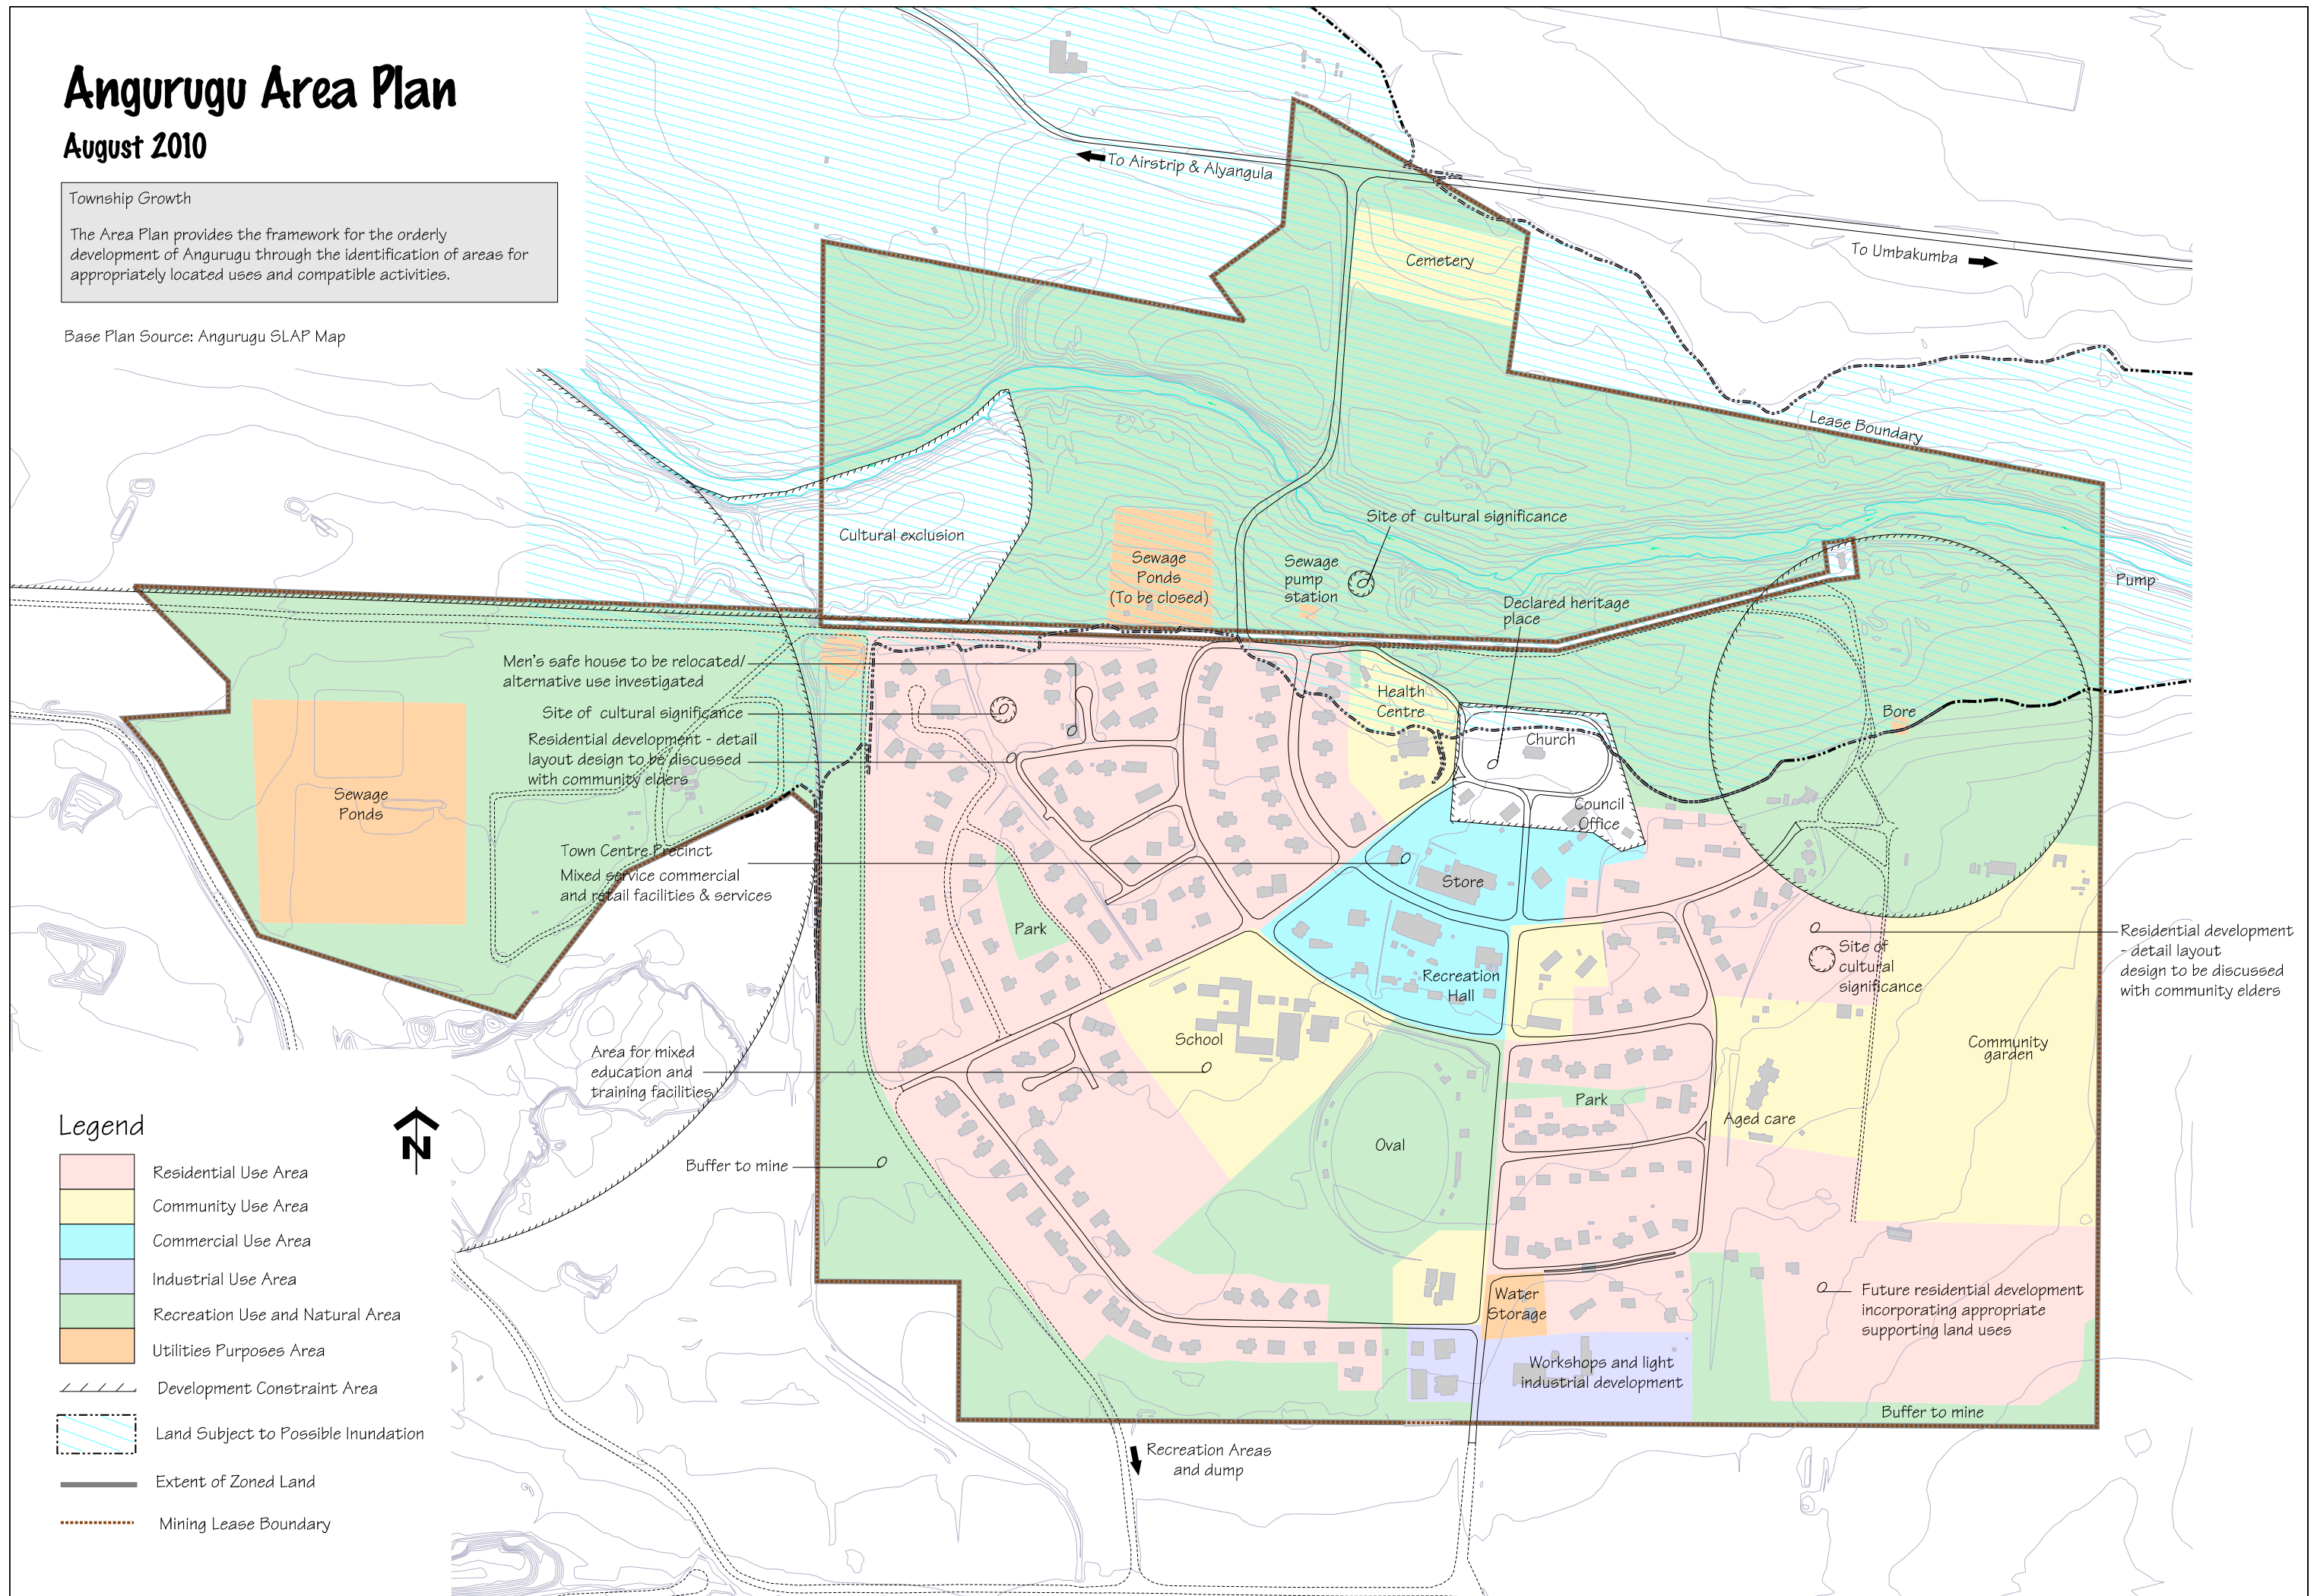 Angurugu Area Plan
August 2010
Township Growth
The Area Plan provides the framework for the orderly
development of Angurugu through the identification of areas for
appropriately located uses and compatible activities.
Base Plan Source: Angurugu SLAP Map
To Airstrip & Alyangula
To Umbakumba
Cemetery
Lease Boundary
Cultural exclusion
Sewage
Ponds
(To be closed)
Sewage
pump
station
Site of cultural significance
Declared heritage
place
Pump
Men's safe house to be relocated/
alternative use investigated
Site of cultural significance
Residential development - detail
layout design to be discussed
with community elders
Health
Centre
Church
Bore
Council
Office
Sewage
Ponds
Town Centre Precinct
Mixed service commercial
and retail facilities & services
Store
Park
Recreation
Hall
Site of
cultural
significance
Residential development
- detail layout
design to be discussed
with community elders
School
Area for mixed
education and
training facilities
Community
garden
Park
Aged care
Oval
Buffer to mine
Water
Storage
Future residential development
incorporating appropriate
supporting land uses
Workshops and light
industrial development
Buffer to mine
Recreation Areas
and dump
Legend
N
Residential Use Area
Community Use Area
Commercial Use Area
Industrial Use Area
Recreation Use and Natural Area
Utilities Purposes Area
Development Constraint Area
Land Subject to Possible Inundation
Extent of Zoned Land
Mining Lease Boundary